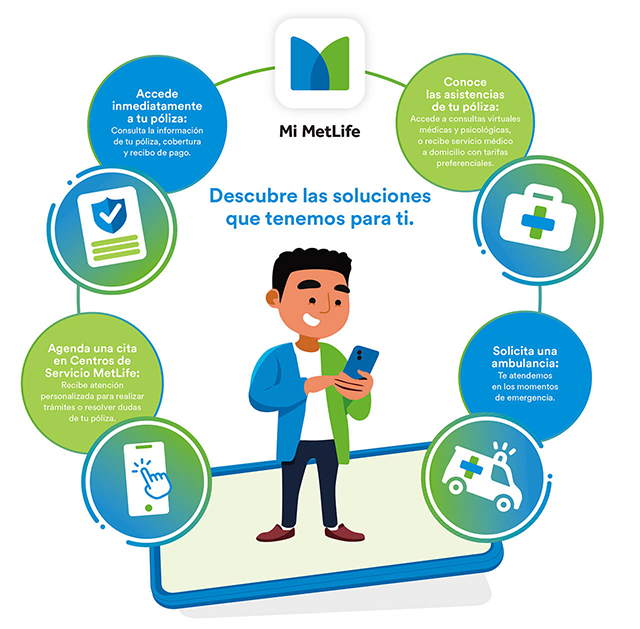 Mi MetLife
Descubre las soluciones
que tenemos para ti.
Accede
inmediatamente
a tu póliza:
Consulta la información
de tu póliza, cobertura
y recibo de pago.
Conoce
las asistencias
de tu póliza:
Accede a consultas virtuales
médicas y psicológicas,
o recibe servicio médico
a domicilio con tarifas
preferenciales.
Agenda una cita
en Centros de
Servicio MetLife:
Recibe atención
personalizada para realizar
trámites o resolver dudas
de tu póliza.
Solicita una
ambulancia:
Te atendemos
en los momentos
de emergencia.